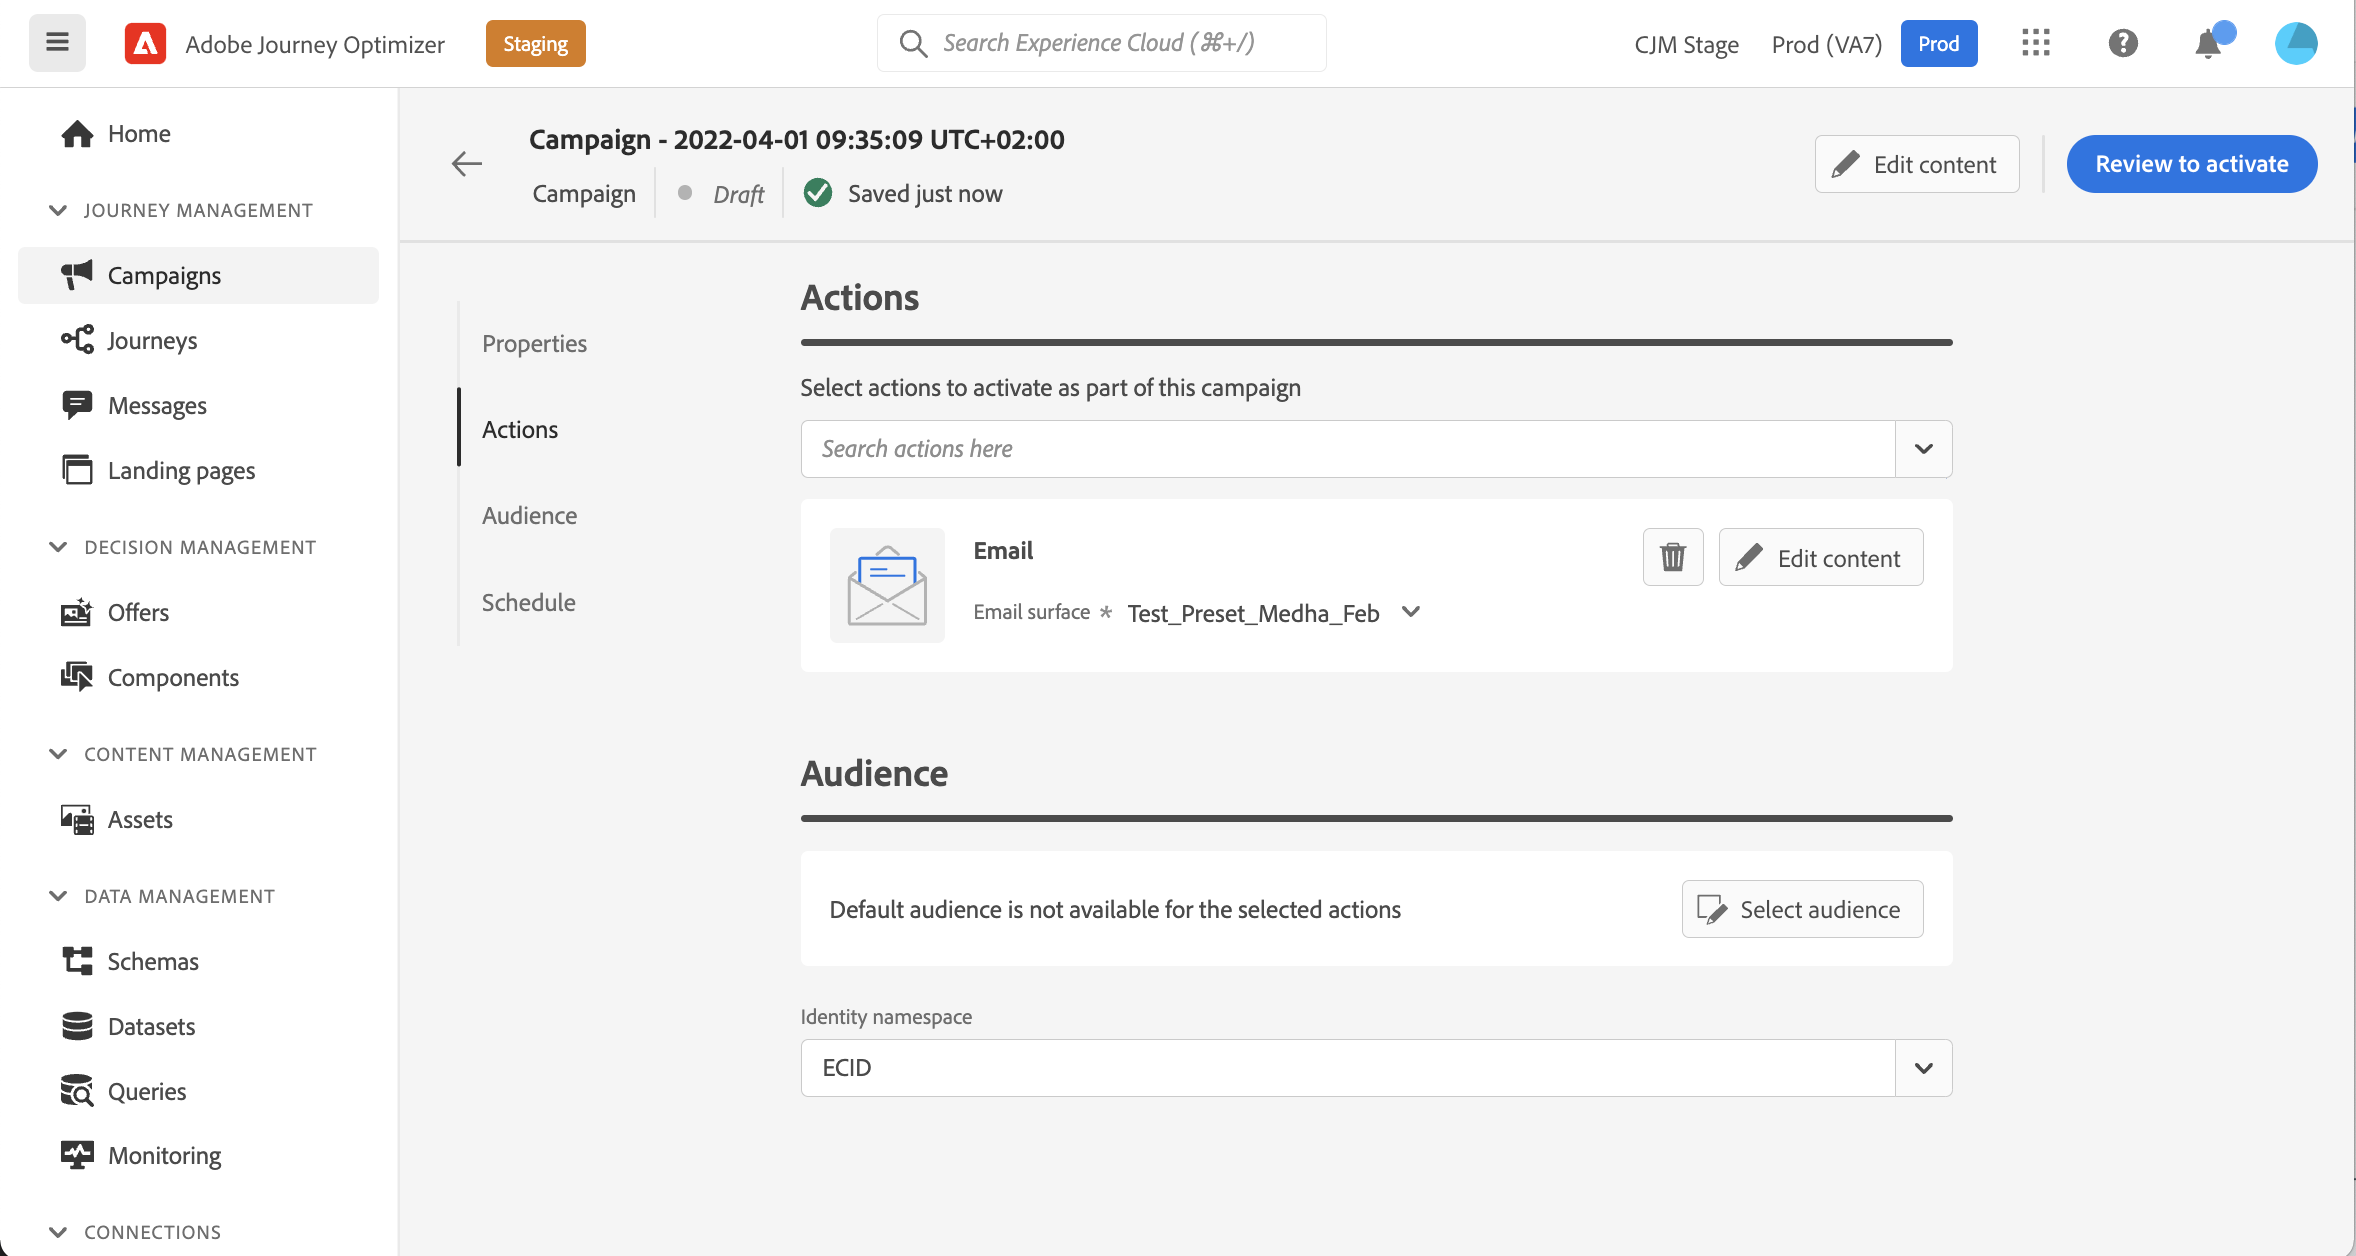 Adobe Journey Optimizer
Staging
Search Experience Cloud (⌘+/)
CJM Stage
Prod (VA7)
Prod
Home
JOURNEY MANAGEMENT
Campaigns
Journeys
Messages
Landing pages
DECISION MANAGEMENT
Offers
Components
CONTENT MANAGEMENT
Assets
DATA MANAGEMENT
Schemas
Datasets
Queries
Monitoring
CONNECTIONS
Campaign - 2022-04-01 09:35:09 UTC+02:00
Campaign
Draft
Saved just now
Edit content
Review to activate
Properties
Actions
Audience
Schedule
Actions
Select actions to activate as part of this campaign
Search actions here
Email
Email surface * Test_Preset_Medha_Feb
Edit content
Audience
Default audience is not available for the selected actions
Select audience
Identity namespace
ECID